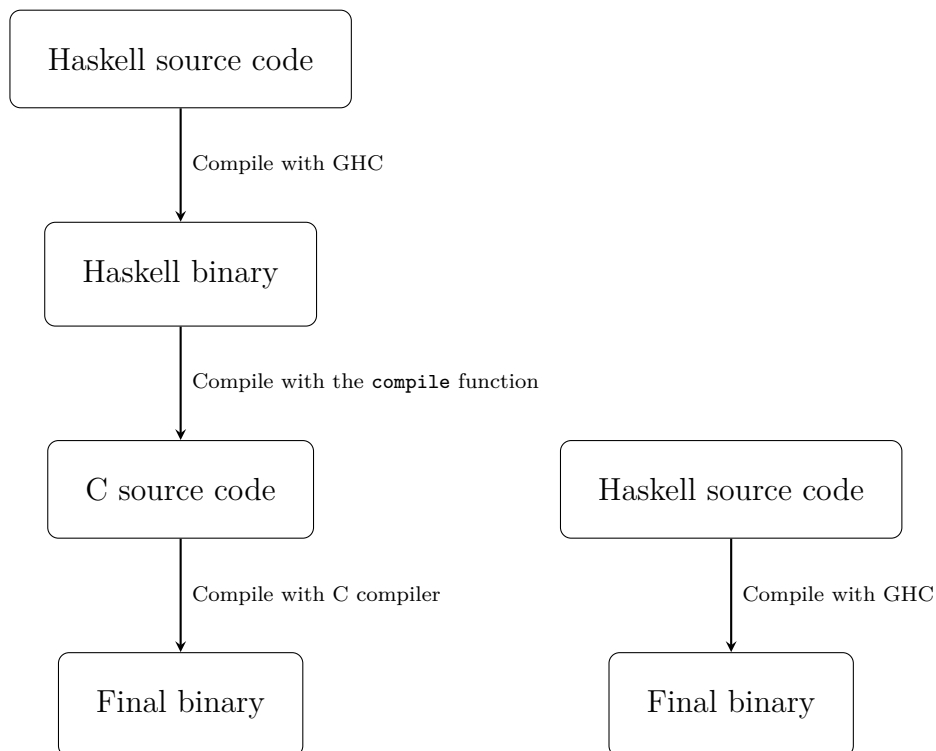 Haskell source code
Compile with GHC
Haskell binary
Compile with the compile function
C source code
Compile with C compiler
Final binary
Haskell source code
Compile with GHC
Final binary